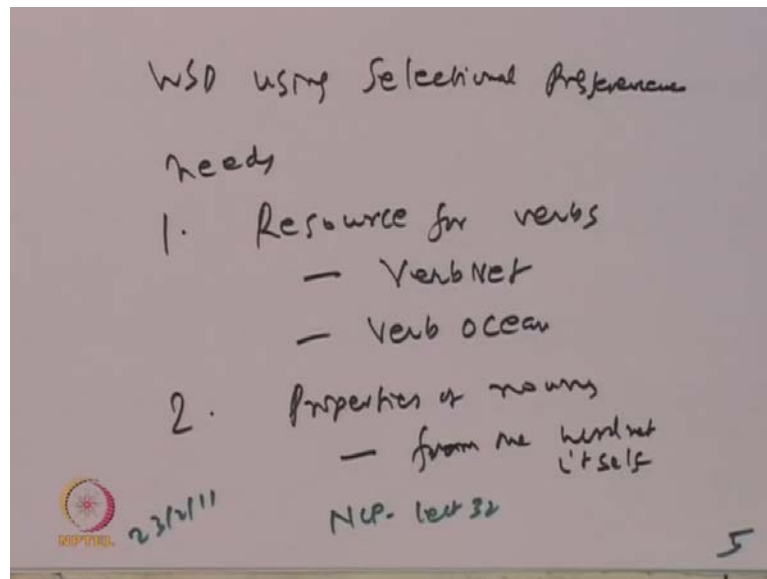 WSD using Selectional Preferences
needs
1. Resource for verbs
— VerbNet
— Verb Ocean
2. Properties of nouns
— from the wordnet
itself
NPTEL 23/2/11 NLP- lect 32 5